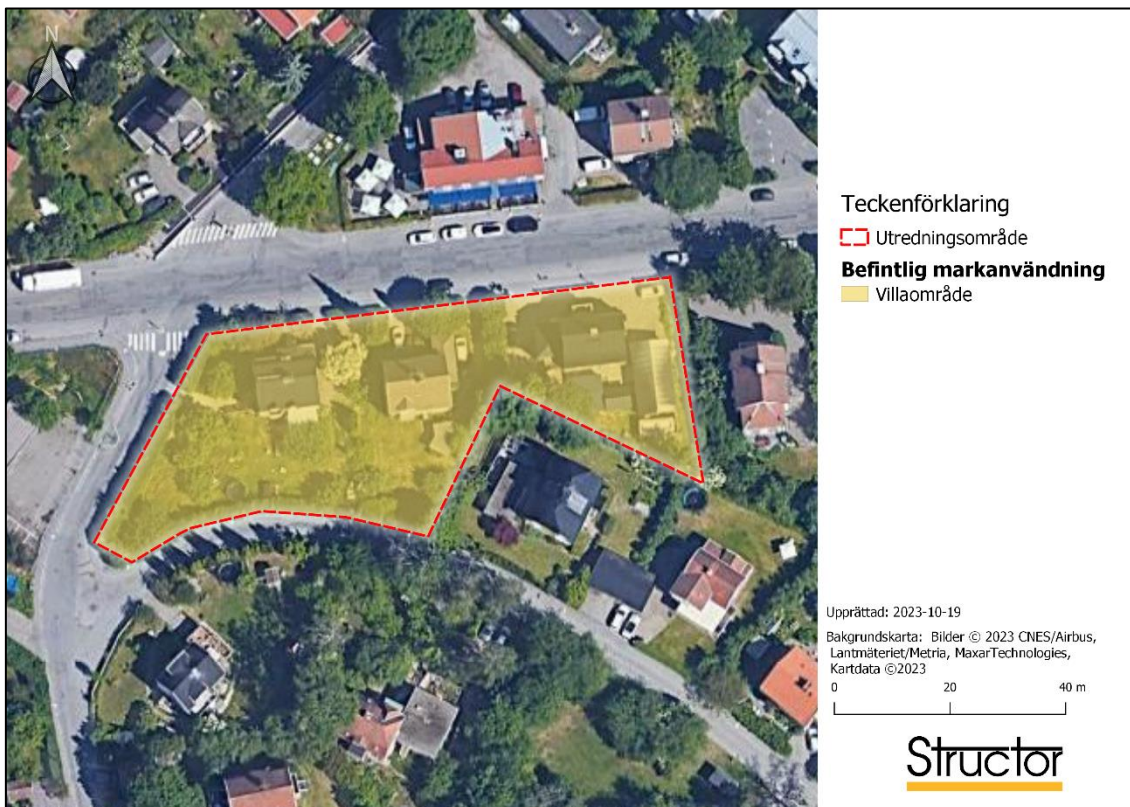 N
Teckenförklaring
Utredningsområde
Befintlig markanvändning
Villaområde
Upprättad: 2023-10-19
Bakgrundskarta: Bilder © 2023 CNES/Airbus,
Lantmäteriet/Metria, MaxarTechnologies,
Kartdata ©2023
0 20 40 m
Structor